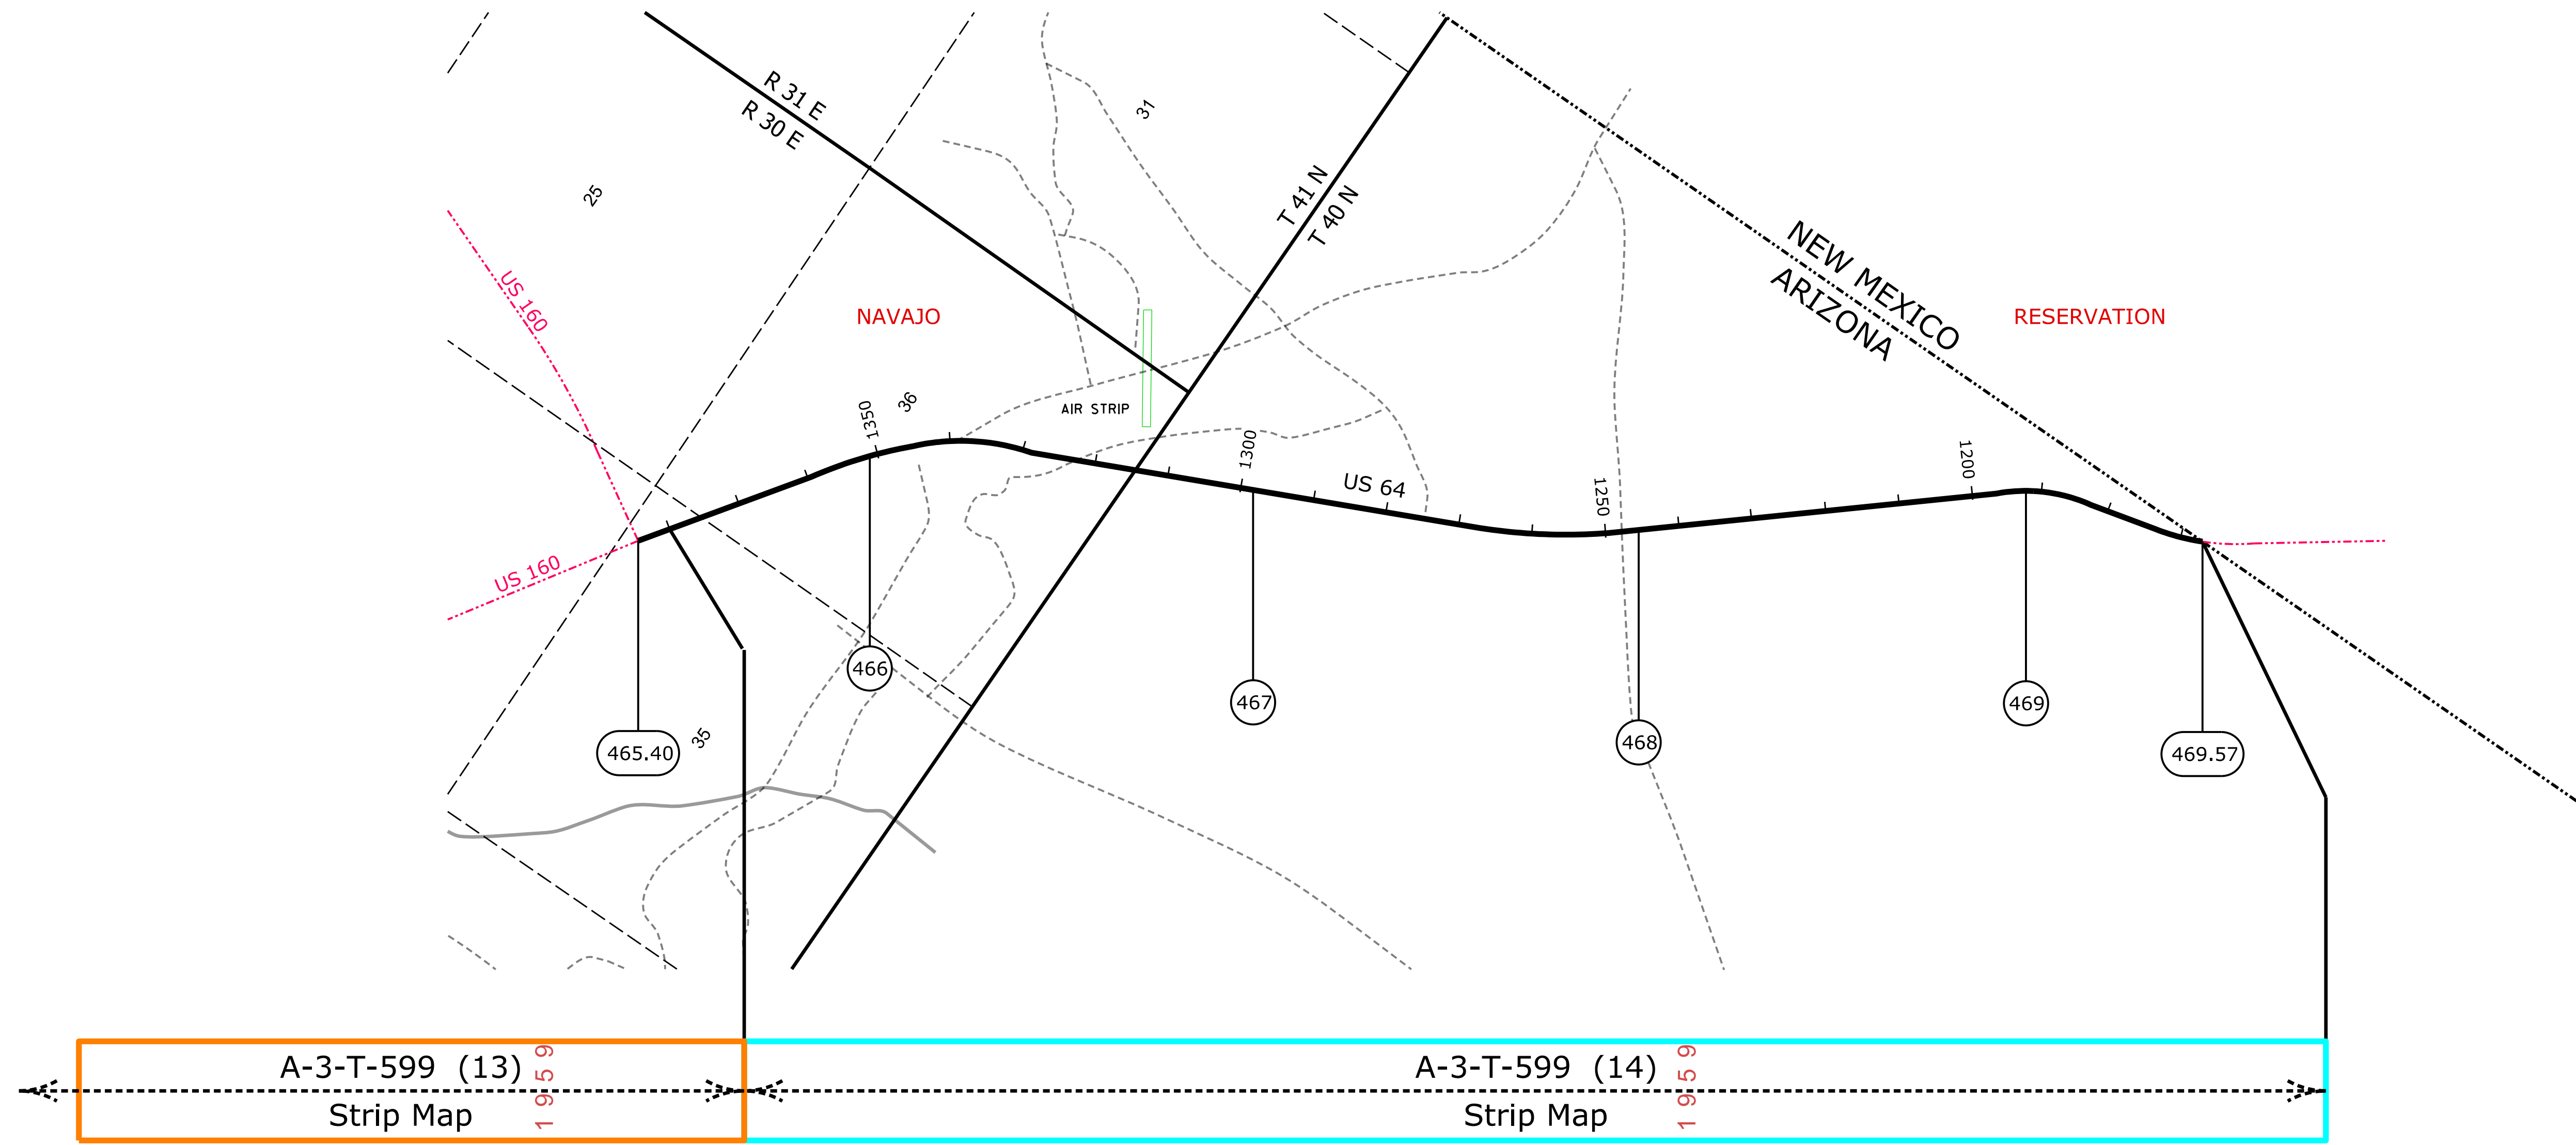 R 31 E
R 30 E
31
25
T 41 N
T 40 N
NEW MEXICO
ARIZONA
US 160
NAVAJO
RESERVATION
36
AIR STRIP
1350
1300
US 64
1250
1200
US 160
466
467
468
469
35
465.40
469.57
A-3-T-599 (13)
Strip Map
1959
A-3-T-599 (14)
Strip Map
1959